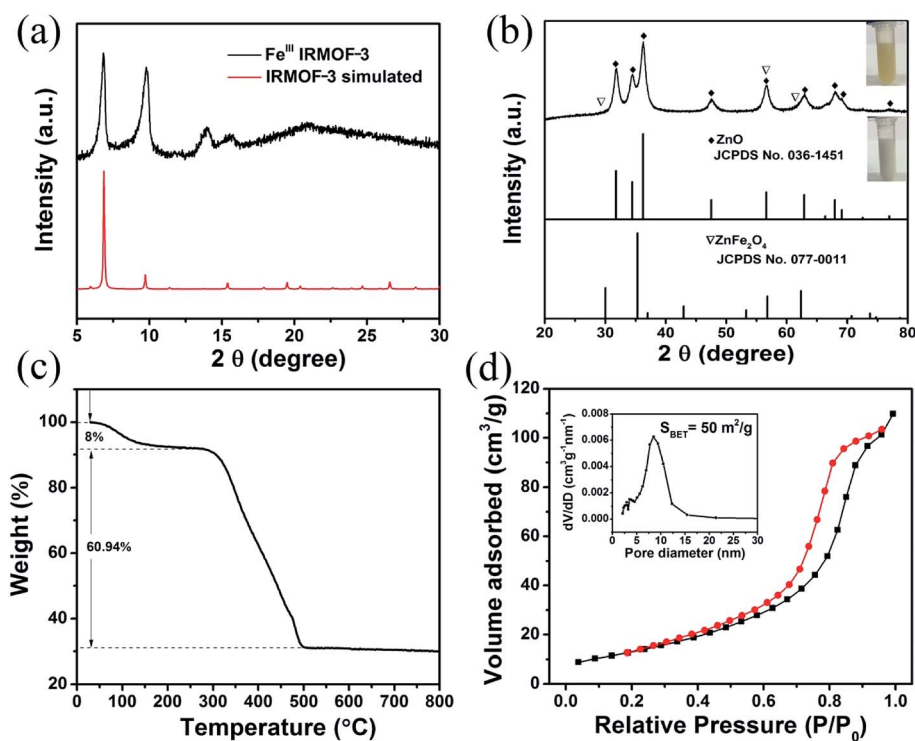 (a)
Fe^III IRMOF-3
IRMOF-3 simulated
Intensity (a.u.)
5 10 15 20 25 30
2 θ (degree)
(b)
◆ZnO
JCPDS No. 036-1451
▽ZnFe₂O₄
JCPDS No. 077-0011
Intensity (a.u.)
20 30 40 50 60 70 80
2 θ (degree)
(c)
100
80
60
40
20
8%
60.94%
Weight (%)
0 100 200 300 400 500 600 700 800
Temperature (°C)
(d)
120
100
80
60
40
20
0
Volume adsorbed (cm³/g)
S_BET= 50 m²/g
0.008
0.006
0.004
0.002
0.000
dV/dD (cm³g⁻¹nm⁻¹)
0 5 10 15 20 25 30
Pore diameter (nm)
0.0 0.2 0.4 0.6 0.8 1.0
Relative Pressure (P/P₀)